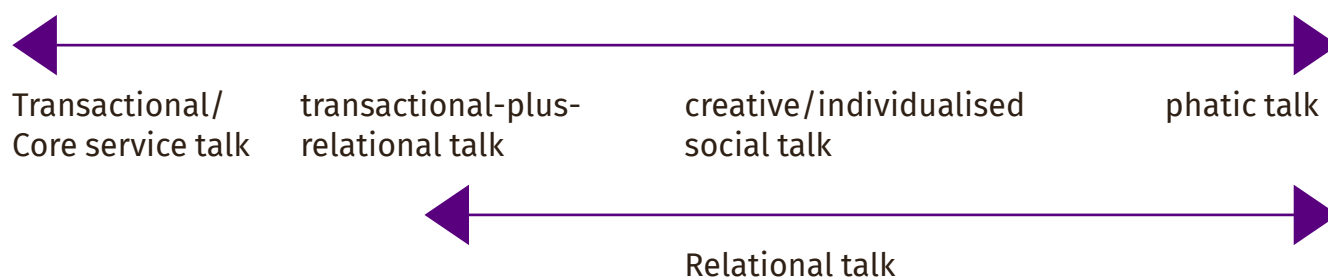 Transactional/
Core service talk
transactional-plus-
relational talk
creative/individualised
social talk
phatic talk
Relational talk